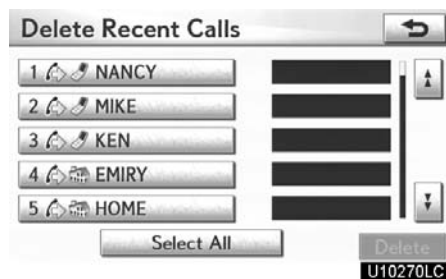 Delete Recent Calls
1 NANCY
2 MIKE
3 KEN
4 EMIRY
5 HOME
Select All
Delete
U10270LC